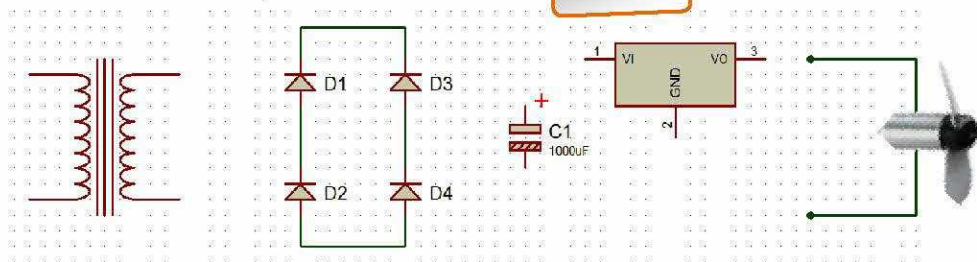 D1
D3
+
C1
1000uF
D2
D4
1
VI
VO
3
GND
2